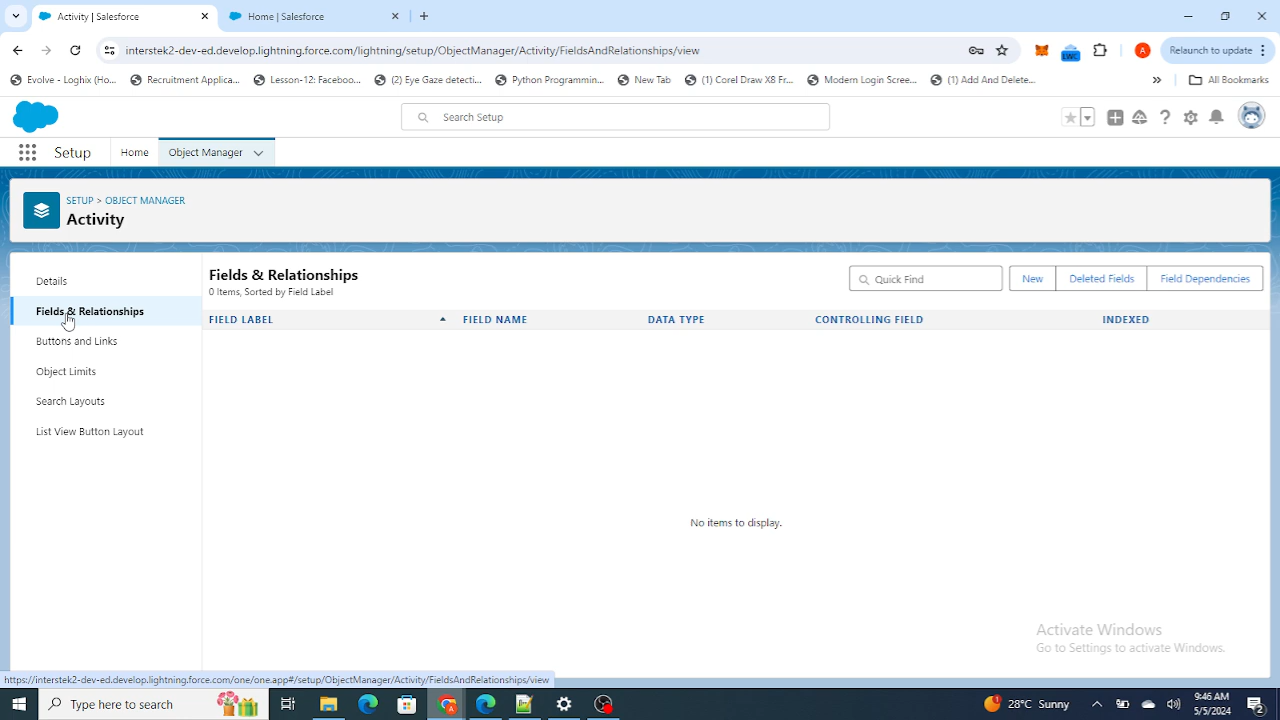 Activity | Salesforce
Home | Salesforce
interstek2-dev-ed.develop.lightning.force.com/lightning/setup/ObjectManager/Activity/FieldsAndRelationships/view
A
Relaunch to update
Evolve - Loghix (Ho...
Recruitment Applica...
Lesson-12: Faceboo...
(2) Eye Gaze detecti...
Python Programmin...
New Tab
(1) Corel Draw X8 Fr...
Modern Login Scree...
(1) Add And Delete...
»
All Bookmarks
LWC
Search Setup
Setup
Home
Object Manager
SETUP > OBJECT MANAGER
Activity
Details
Fields & Relationships
Buttons and Links
Object Limits
Search Layouts
List View Button Layout
Fields & Relationships
0 Items, Sorted by Field Label
Quick Find
New
Deleted Fields
Field Dependencies
FIELD LABEL
FIELD NAME
DATA TYPE
CONTROLLING FIELD
INDEXED
No items to display.
Activate Windows
Go to Settings to activate Windows.
https://interstek2-dev-ed.develop.lightning.force.com/one/one.app#/setup/ObjectManager/Activity/FieldsAndRelationships/view
Type here to search
28°C Sunny
9:46 AM
5/5/2024
2